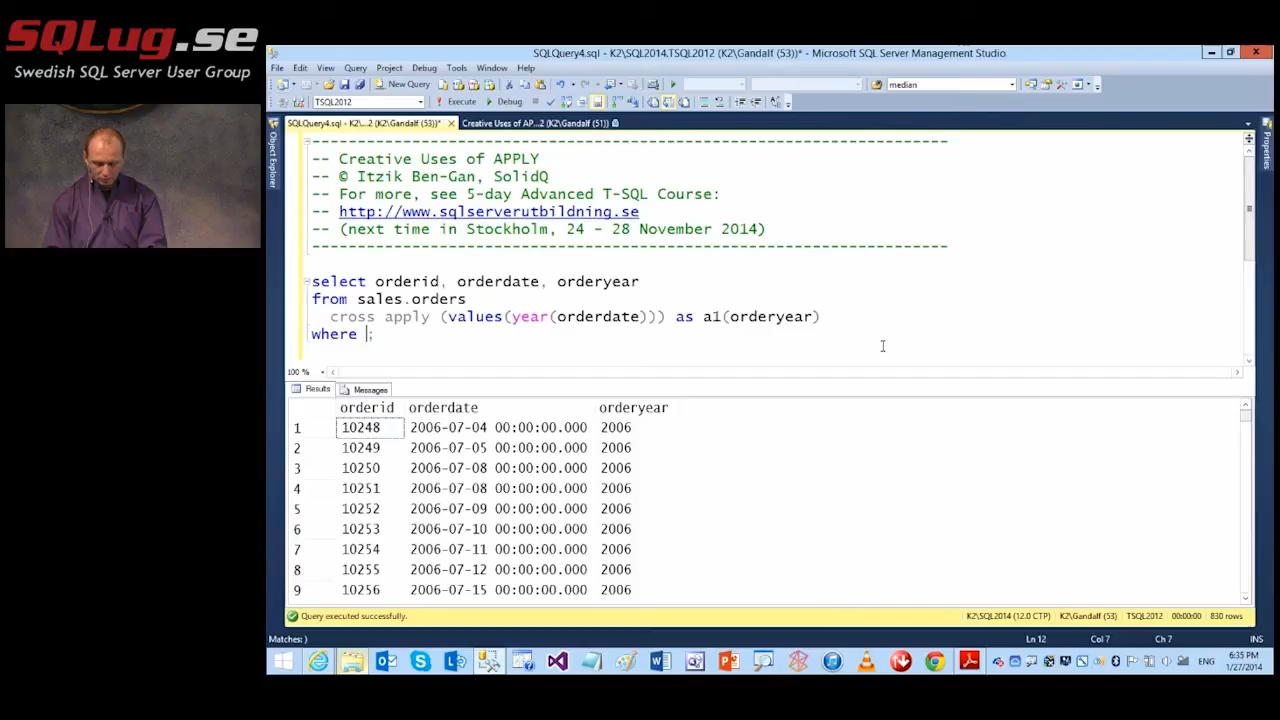 SQLug.se
Swedish SQL Server User Group
SQLQuery4.sql - K2\SQL2014.TSQL2012 (K2\Gandalf (53))* - Microsoft SQL Server Management Studio
File Edit View Query Project Debug Tools Window Help
New Query
median
TSQL2012
Execute
Debug
SQLQuery4.sql - K2\...2 (K2\Gandalf (53))*
Creative Uses of AP...2 (K2\Gandalf (51))
Object Explorer
Properties
-- Creative Uses of APPLY
-- © Itzik Ben-Gan, SolidQ
-- For more, see 5-day Advanced T-SQL Course:
-- http://www.sqlserverutbildning.se
-- (next time in Stockholm, 24 - 28 November 2014)
select orderid, orderdate, orderyear
from sales.orders
cross apply (values(year(orderdate))) as a1(orderyear)
where ;
100 %
Results Messages
orderid orderdate orderyear
1 10248 2006-07-04 00:00:00.000 2006
2 10249 2006-07-05 00:00:00.000 2006
3 10250 2006-07-08 00:00:00.000 2006
4 10251 2006-07-08 00:00:00.000 2006
5 10252 2006-07-09 00:00:00.000 2006
6 10253 2006-07-10 00:00:00.000 2006
7 10254 2006-07-11 00:00:00.000 2006
8 10255 2006-07-12 00:00:00.000 2006
9 10256 2006-07-15 00:00:00.000 2006
Query executed successfully.
K2\SQL2014 (12.0 CTP) K2\Gandalf (53) TSQL2012 00:00:00 830 rows
Matches: )
Ln 12 Col 7 Ch 7 INS
ENG
6:35 PM
1/27/2014